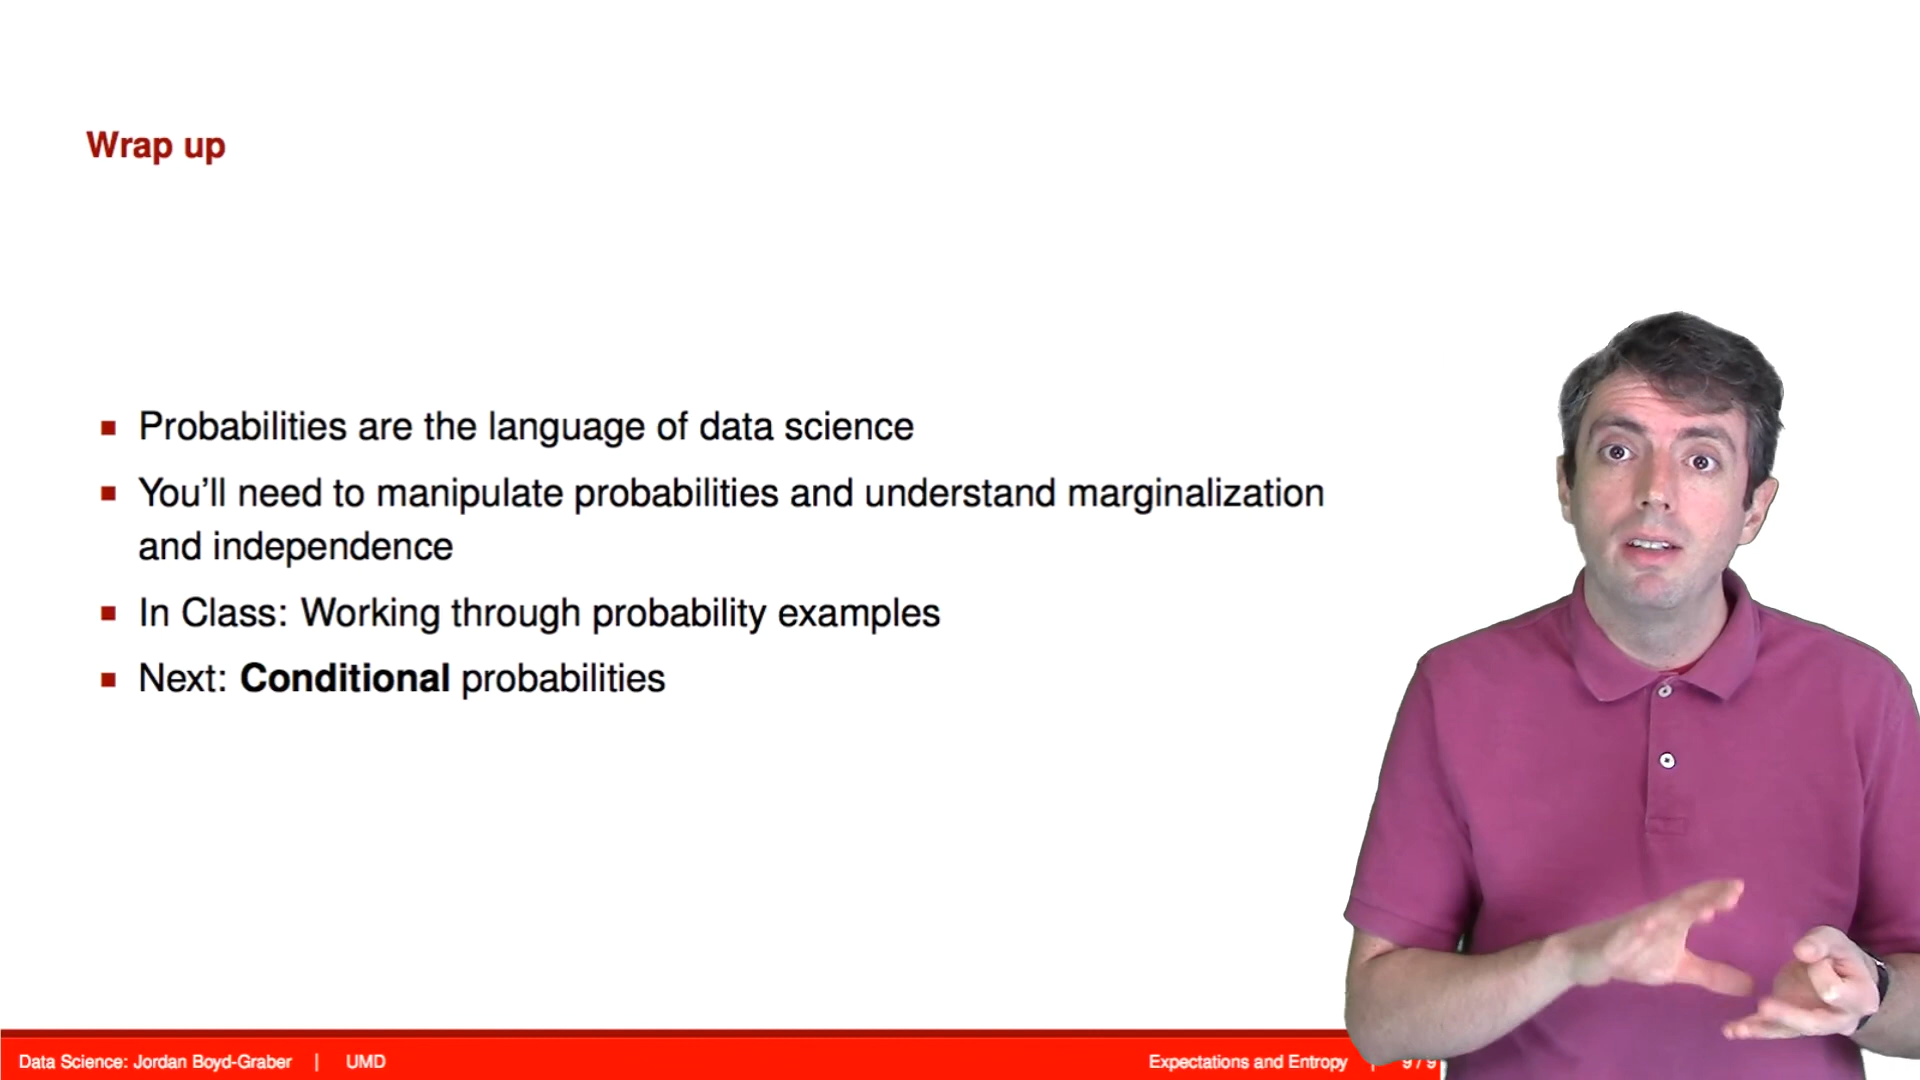 Wrap up
Probabilities are the language of data science
You'll need to manipulate probabilities and understand marginalization
and independence
In Class: Working through probability examples
Next: Conditional probabilities
Data Science: Jordan Boyd-Graber | UMD
Expectations and Entropy | 9 / 9